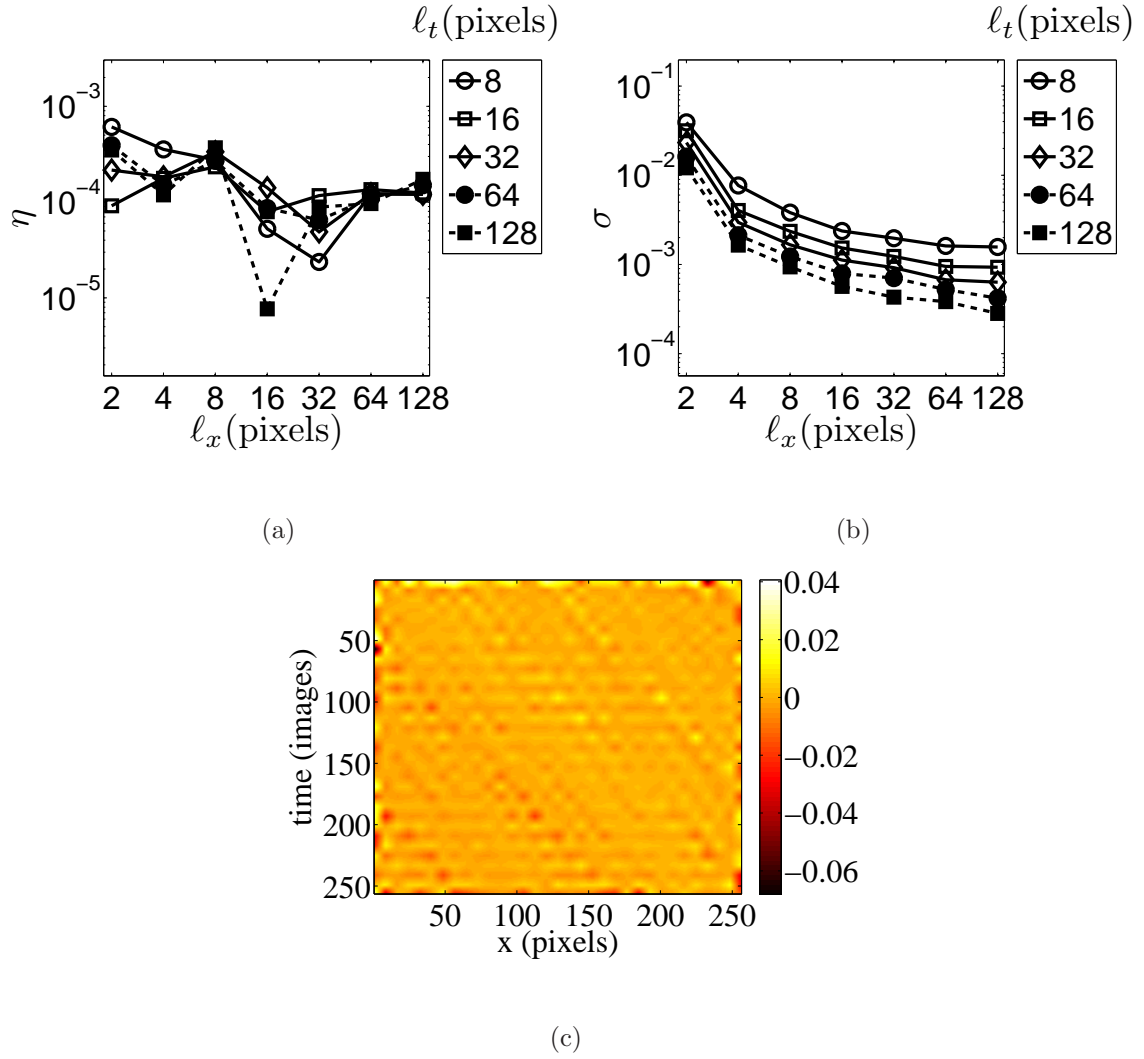 ℓ_t(pixels)
10^−3
10^−4
10^−5
η
2 4 8 16 32 64 128
ℓ_x(pixels)
8
16
32
64
128
(a)
ℓ_t(pixels)
10^−1
10^−2
10^−3
10^−4
σ
2 4 8 16 32 64 128
ℓ_x(pixels)
8
16
32
64
128
(b)
50
100
150
200
250
time (images)
50 100 150 200 250
x (pixels)
0.04
0.02
0
−0.02
−0.04
−0.06
(c)